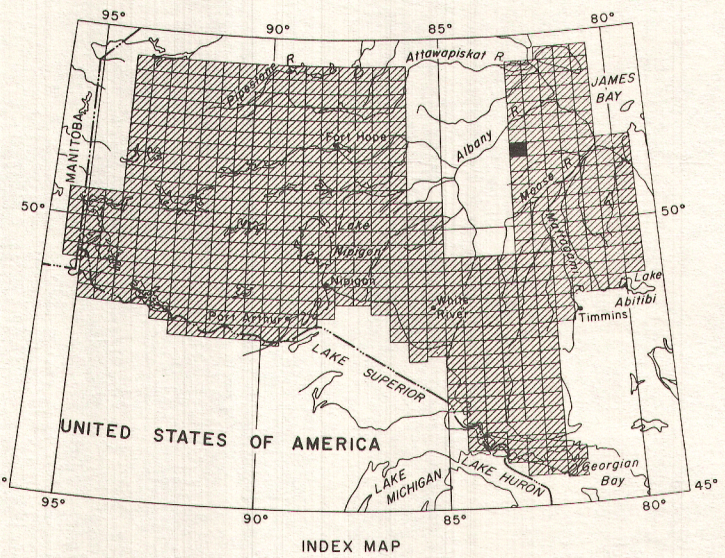 95°
90°
85°
80°
Attawapiskat R
R
JAMES
BAY
MANITOBA
Fort Hope
Albany R
Moose R
50°
50°
Lake
Nipigon
Mattagami R
Nipigon
White
River
Lake
Abitibi
Port Arthur
Timmins
LAKE SUPERIOR
UNITED STATES OF AMERICA
LAKE
MICHIGAN
LAKE HURON
Georgian
Bay
45°
95°
90°
85°
80°
INDEX MAP